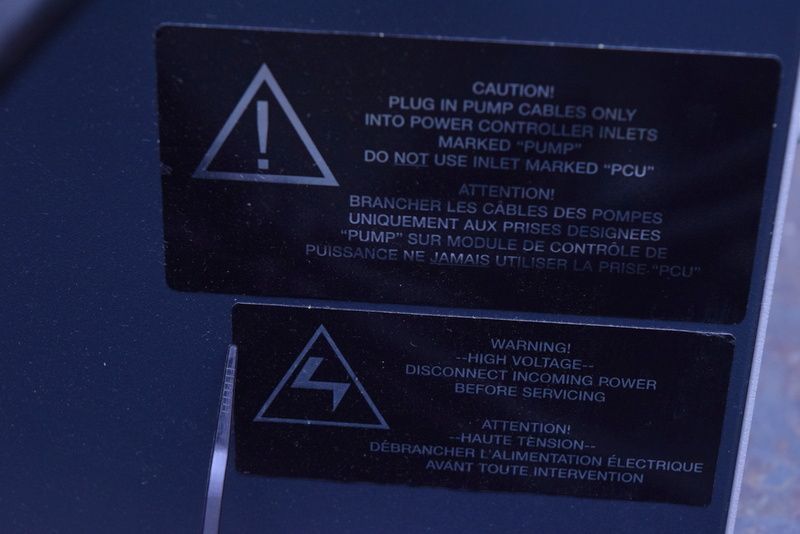 CAUTION!
PLUG IN PUMP CABLES ONLY
INTO POWER CONTROLLER INLETS
MARKED "PUMP"
DO NOT USE INLET MARKED "PCU"
ATTENTION!
BRANCHER LES CÂBLES DES POMPES
UNIQUEMENT AUX PRISES DESIGNEES
"PUMP" SUR MODULE DE CONTRÔLE DE
PUISSANCE NE JAMAIS UTILISER LA PRISE "PCU"
WARNING!
--HIGH VOLTAGE--
DISCONNECT INCOMING POWER
BEFORE SERVICING
ATTENTION!
--HAUTE TENSION--
DÉBRANCHER L'ALIMENTATION ÉLECTRIQUE
AVANT TOUTE INTERVENTION